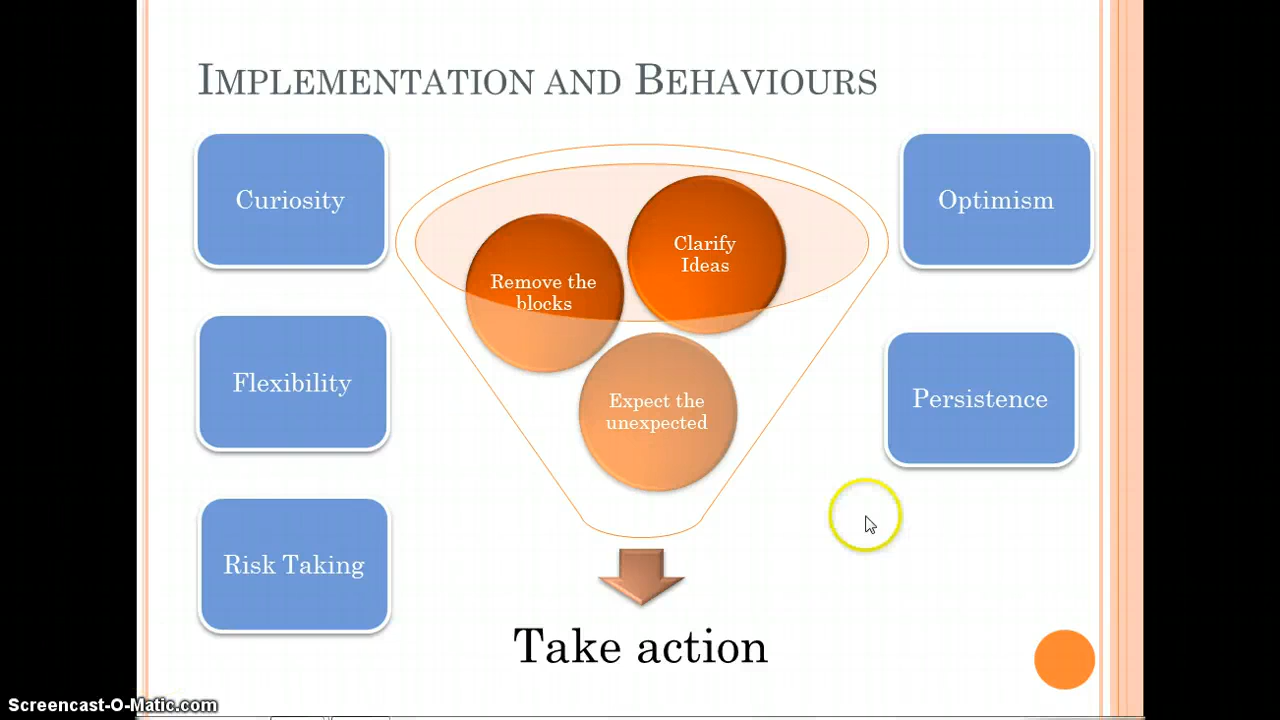 IMPLEMENTATION AND BEHAVIOURS
Curiosity
Flexibility
Risk Taking
Remove the
blocks
Clarify
Ideas
Expect the
unexpected
Take action
Optimism
Persistence
Screencast-O-Matic.com